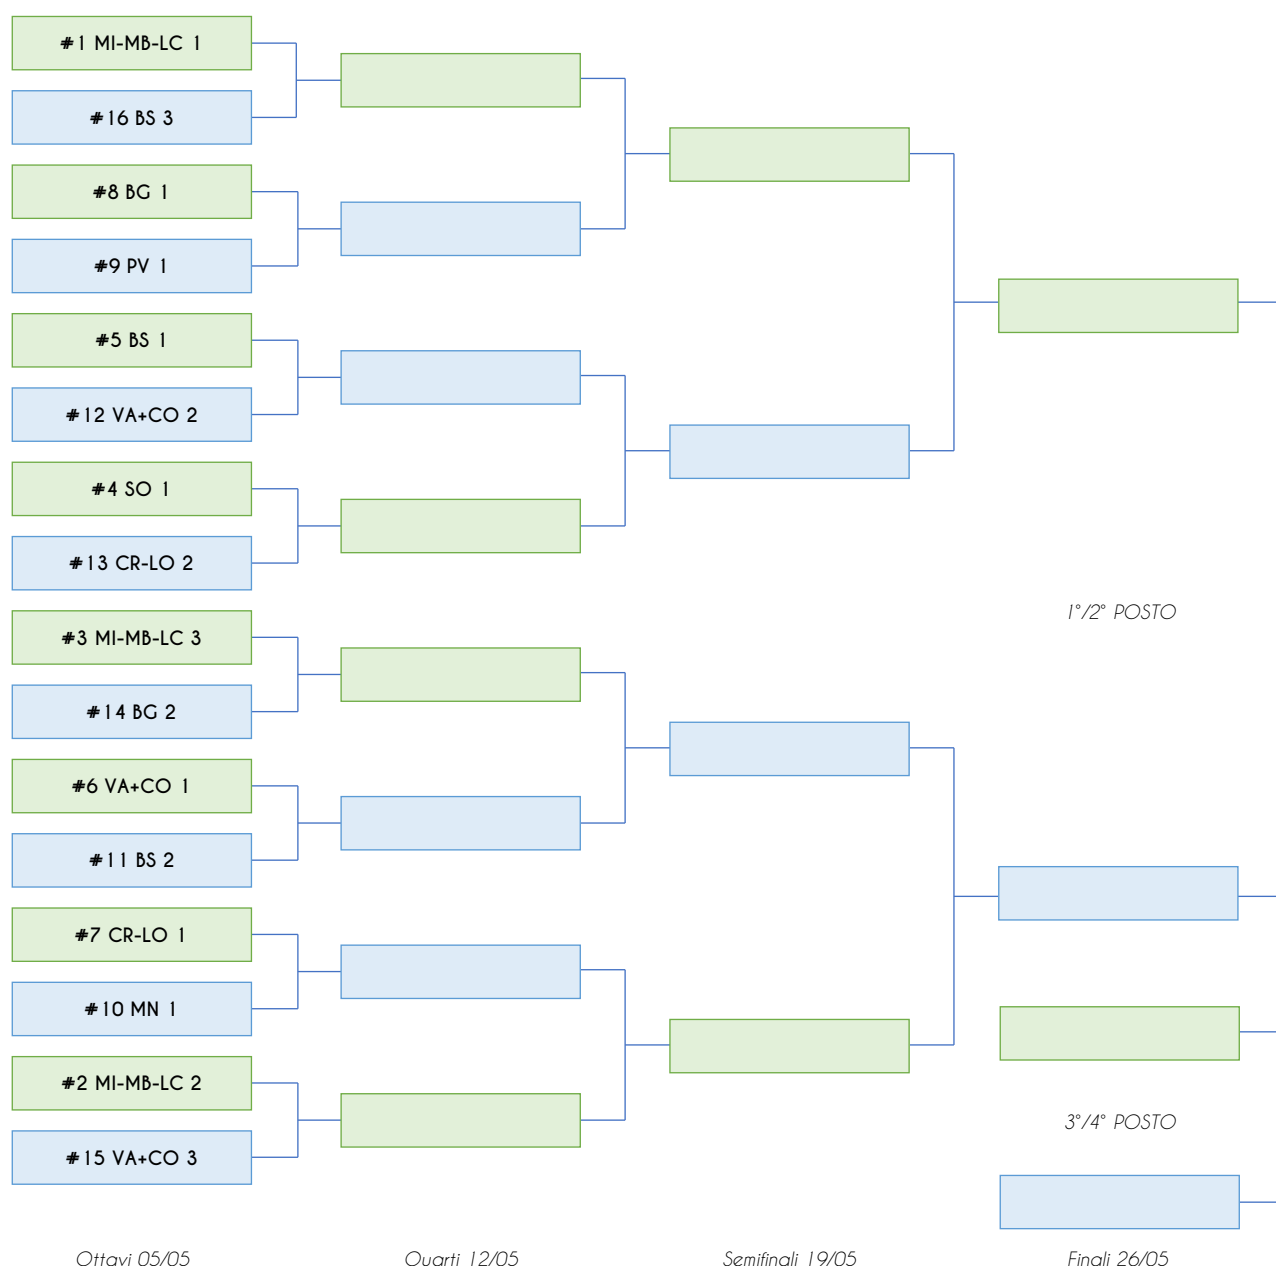 #1 MI-MB-LC 1
#16 BS 3
#8 BG 1
#9 PV 1
#5 BS 1
#12 VA+CO 2
#4 SO 1
#13 CR-LO 2
#3 MI-MB-LC 3
#14 BG 2
#6 VA+CO 1
#11 BS 2
#7 CR-LO 1
#10 MN 1
#2 MI-MB-LC 2
#15 VA+CO 3
1°/2° POSTO
3°/4° POSTO
Ottavi 05/05
Quarti 12/05
Semifinali 19/05
Finali 26/05